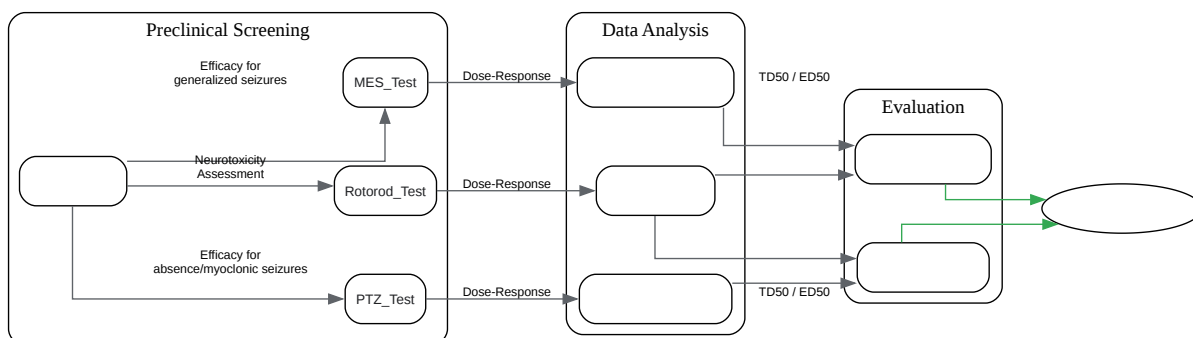 Preclinical Screening
Data Analysis
Efficacy for
generalized seizures
MES_Test
Dose-Response
TD50 / ED50
Evaluation
Neurotoxicity
Assessment
Rotorod_Test
Dose-Response
Efficacy for
absence/myoclonic seizures
PTZ_Test
Dose-Response
TD50 / ED50